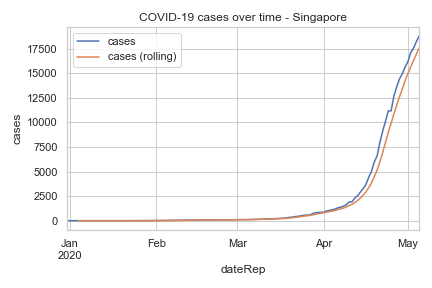 COVID-19 cases over time - Singapore
cases
cases (rolling)
17500
15000
12500
10000
7500
5000
2500
0
cases
Jan
2020
Feb
Mar
Apr
May
dateRep